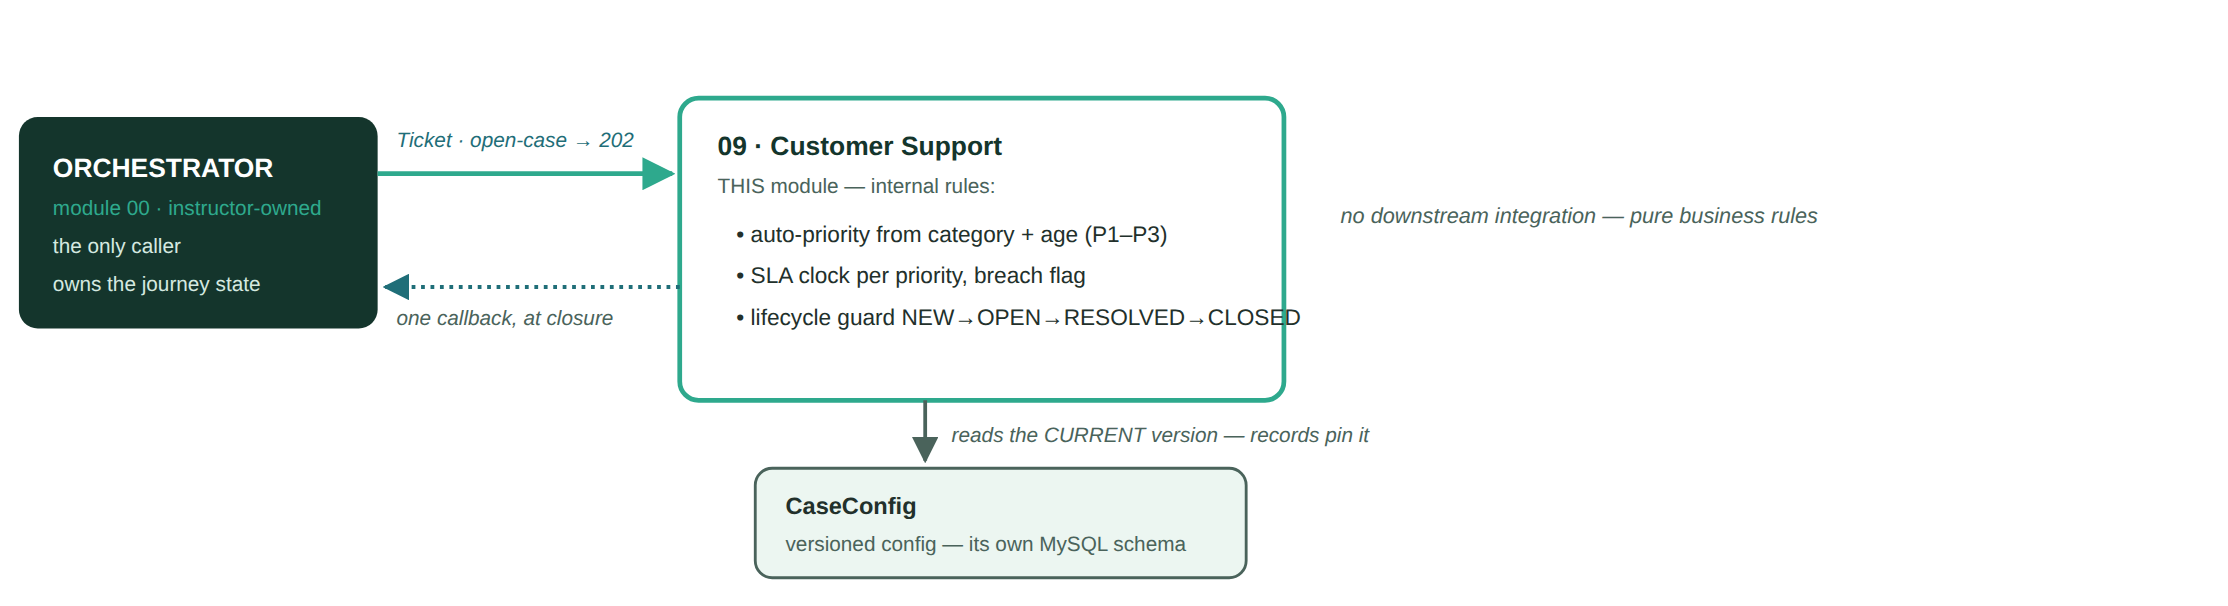 ORCHESTRATOR
module 00 · instructor-owned
the only caller
owns the journey state
Ticket · open-case → 202
one callback, at closure
09 · Customer Support
THIS module — internal rules:
• auto-priority from category + age (P1–P3)
• SLA clock per priority, breach flag
• lifecycle guard NEW→OPEN→RESOLVED→CLOSED
no downstream integration — pure business rules
reads the CURRENT version — records pin it
CaseConfig
versioned config — its own MySQL schema